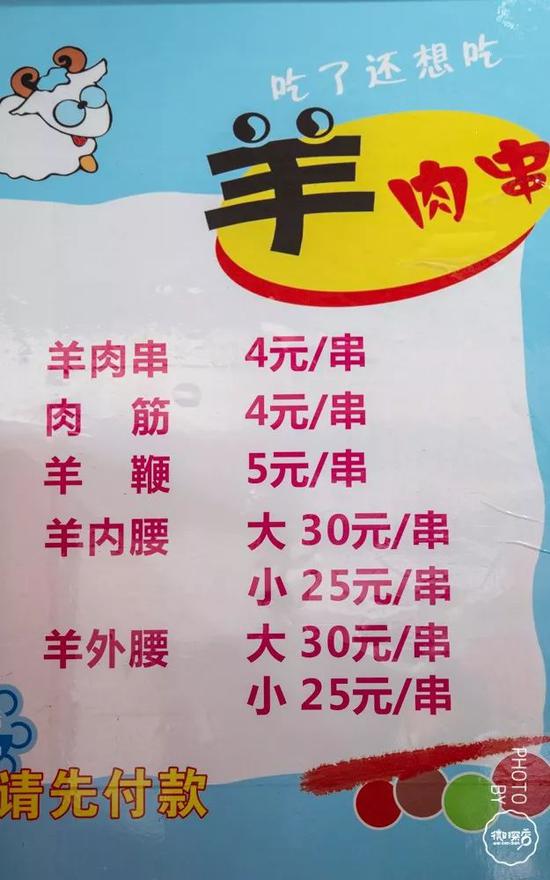 吃了还想吃
羊肉串
羊肉串 4元/串
肉 筋 4元/串
羊 鞭 5元/串
羊内腰 大 30元/串
小 25元/串
羊外腰 大 30元/串
小 25元/串
请先付款
PHOTO BY